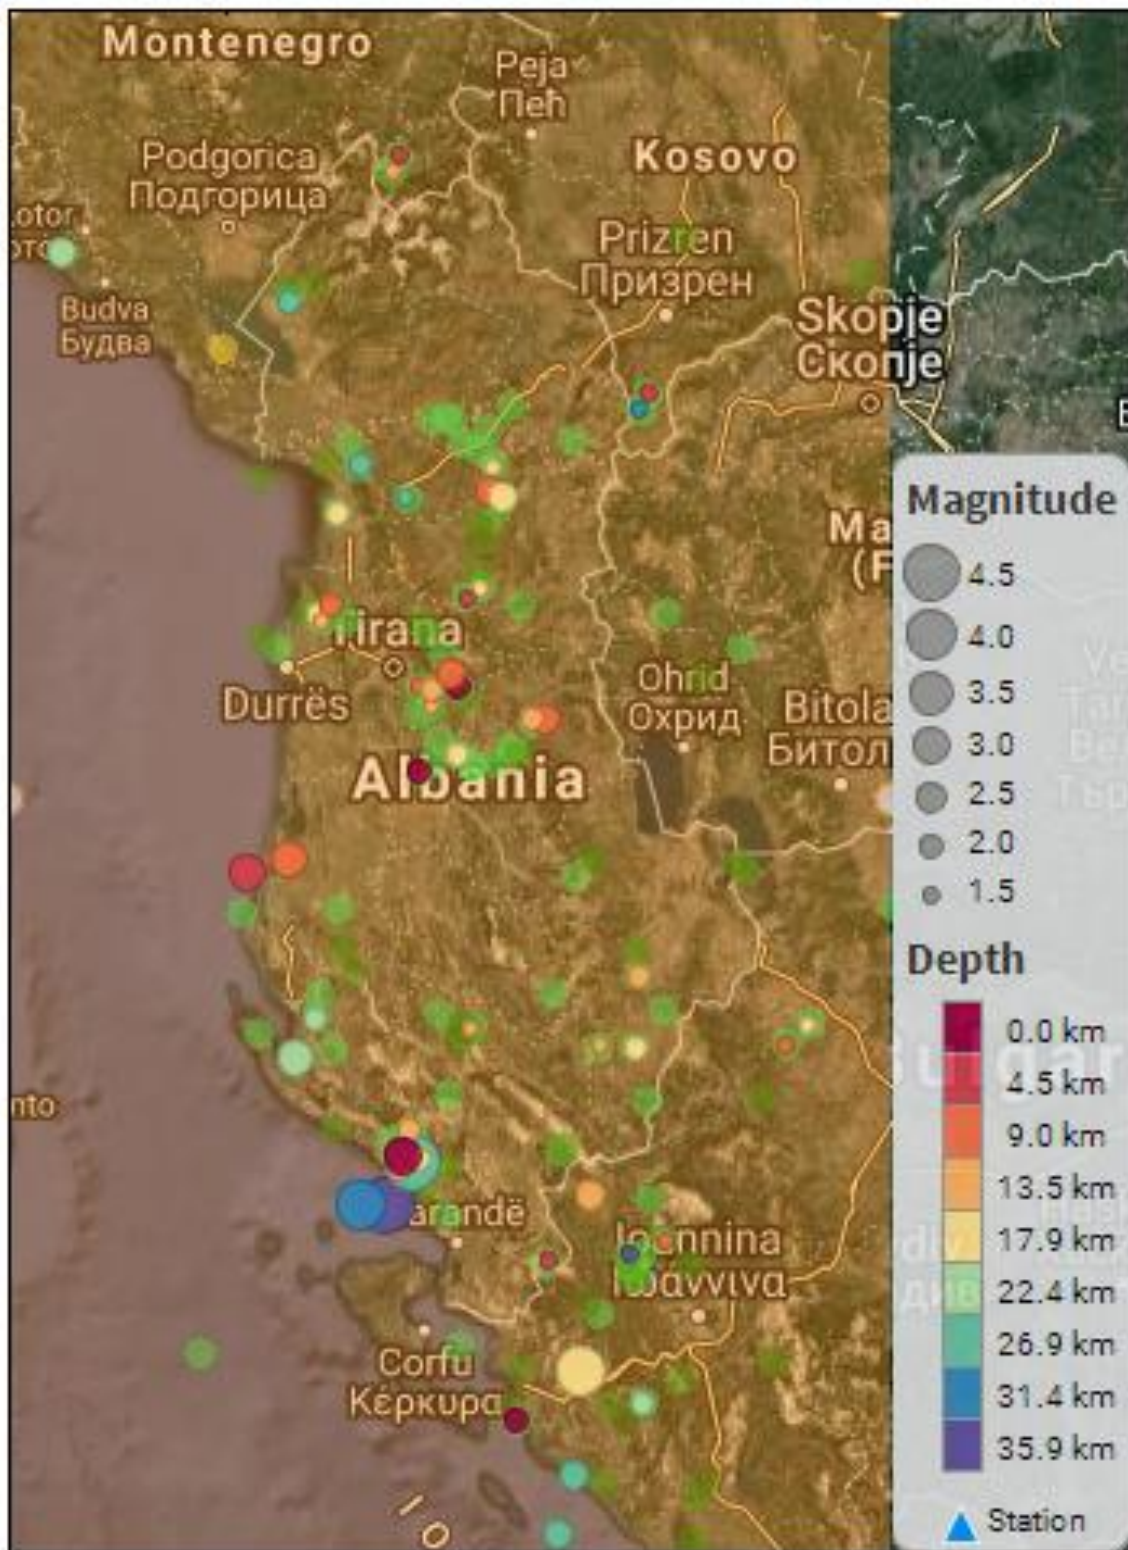 Montenegro
Peja
Пећ
Podgorica
Подгорица
Kosovo
Prizren
Призрен
Budva
Будва
Skopje
Скопје
Tirana
Durrës
Ohrid
Охрид
Bitola
Битол
Albania
Ioannina
Ιωάννινα
Corfu
Κέρκυρα
arandë
nto
Magnitude
4.5
4.0
3.5
3.0
2.5
2.0
1.5
Depth
0.0 km
4.5 km
9.0 km
13.5 km
17.9 km
22.4 km
26.9 km
31.4 km
35.9 km
Station